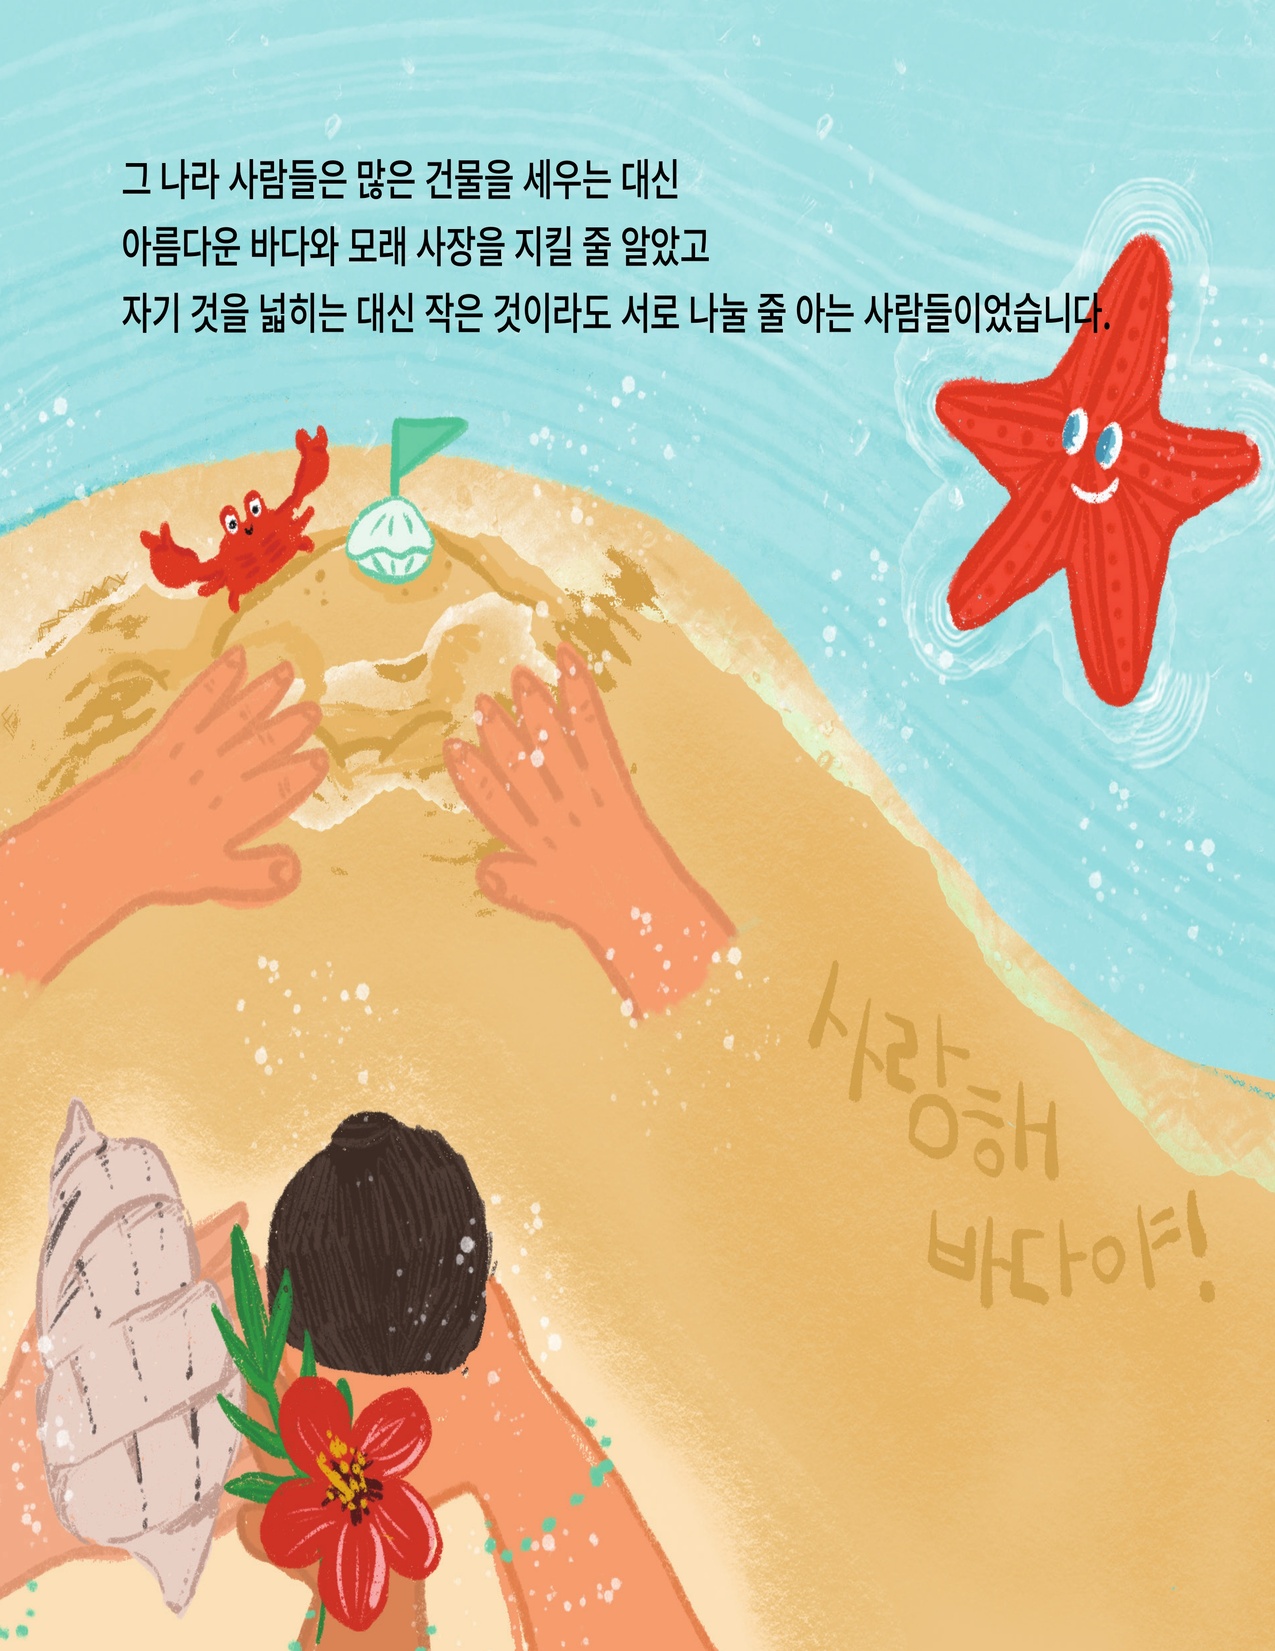 그 나라 사람들은 많은 건물을 세우는 대신
아름다운 바다와 모래 사장을 지킬 줄 알았고
자기 것을 넓히는 대신 작은 것이라도 서로 나눌 줄 아는 사람들이었습니다.
사랑해
바다야!